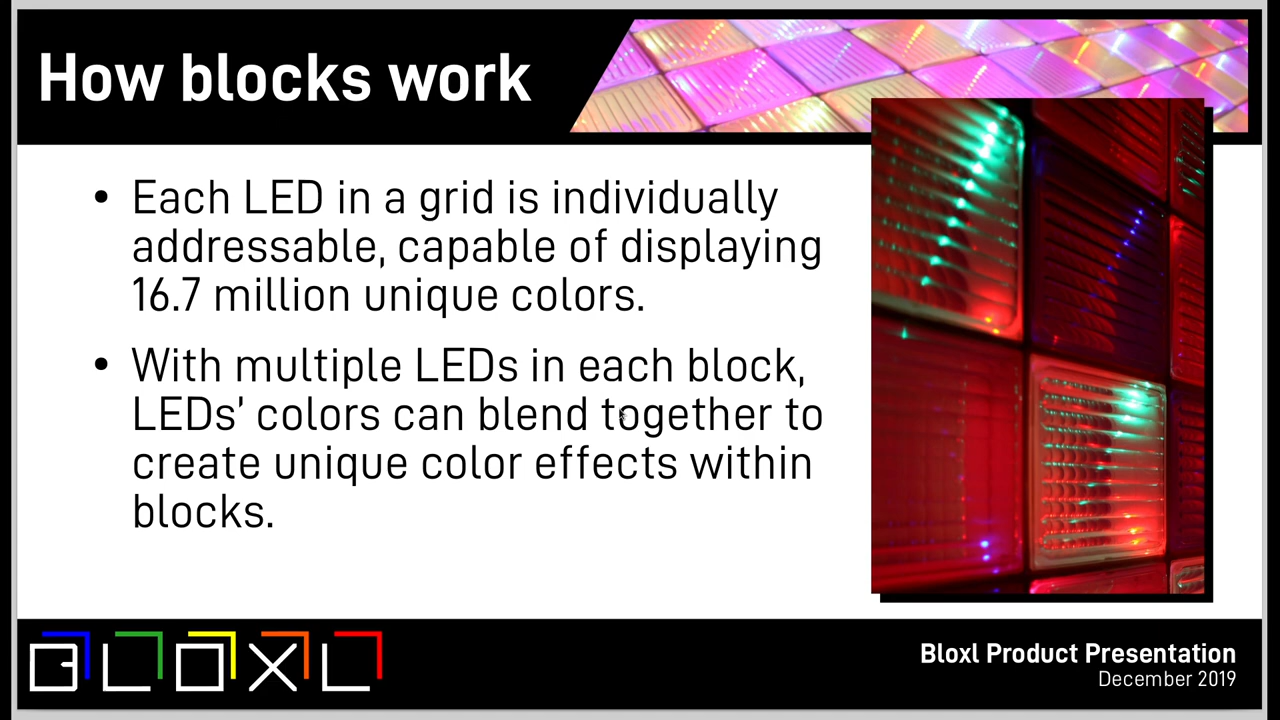 How blocks work
• Each LED in a grid is individually
addressable, capable of displaying
16.7 million unique colors.
• With multiple LEDs in each block,
LEDs’ colors can blend together to
create unique color effects within
blocks.
BLOXL
Bloxl Product Presentation
December 2019